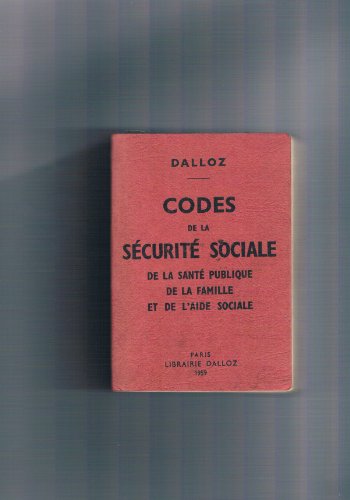 DALLOZ
CODES
DE LA
SÉCURITÉ SOCIALE
DE LA SANTÉ PUBLIQUE
DE LA FAMILLE
ET DE L'AIDE SOCIALE
PARIS
LIBRAIRIE DALLOZ
1959